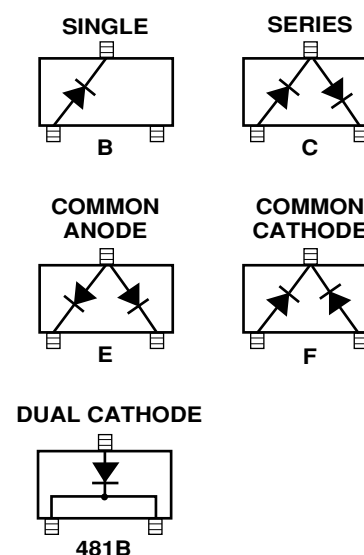 SINGLE
SERIES
B
C
COMMON
ANODE
COMMON
CATHODE
E
F
DUAL CATHODE
481B